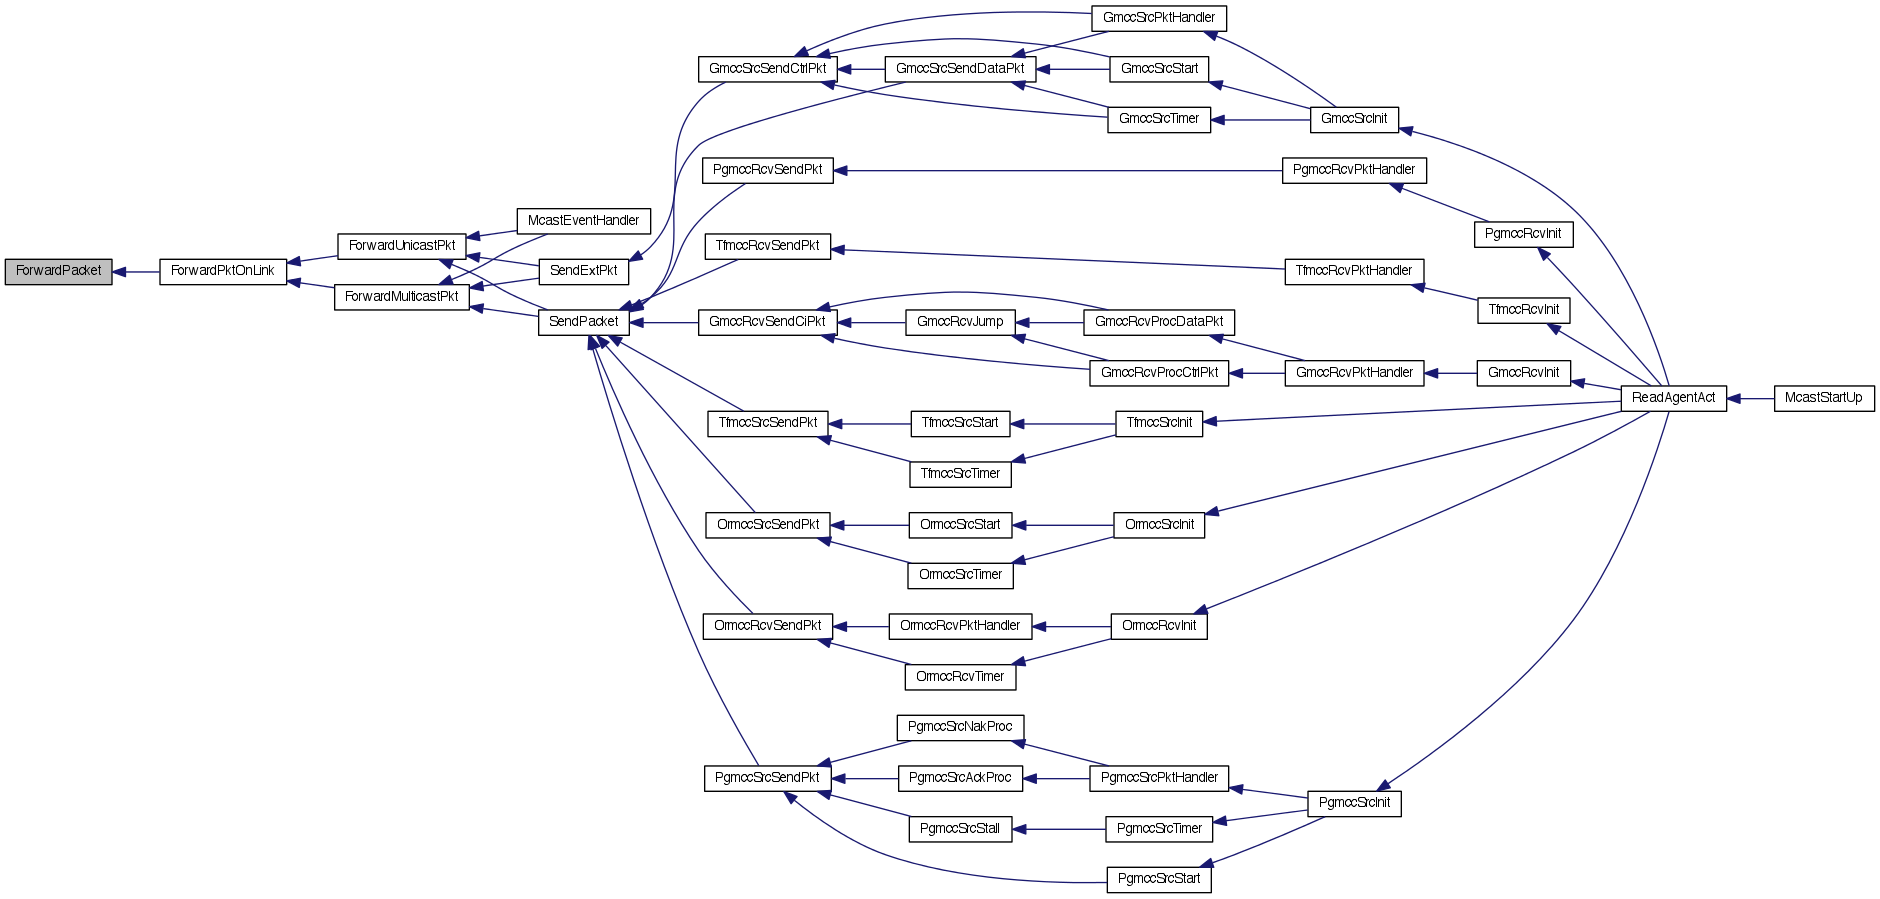 ForwardPacket
ForwardPktOnLink
ForwardUnicastPkt
ForwardMulticastPkt
McastEventHandler
SendExtPkt
SendPacket
GmccSrcSendCtrlPkt
GmccSrcSendDataPkt
GmccSrcPktHandler
GmccSrcStart
GmccSrcTimer
GmccSrcInit
PgmccRcvSendPkt
PgmccRcvPktHandler
PgmccRcvInit
TfmccRcvSendPkt
TfmccRcvPktHandler
TfmccRcvInit
GmccRcvSendCiPkt
GmccRcvJump
GmccRcvProcDataPkt
GmccRcvProcCtrlPkt
GmccRcvPktHandler
GmccRcvInit
ReadAgentAct
McastStartUp
TfmccSrcSendPkt
TfmccSrcStart
TfmccSrcTimer
TfmccSrcInit
OrmccSrcSendPkt
OrmccSrcStart
OrmccSrcTimer
OrmccSrcInit
OrmccRcvSendPkt
OrmccRcvPktHandler
OrmccRcvTimer
OrmccRcvInit
PgmccSrcSendPkt
PgmccSrcNakProc
PgmccSrcAckProc
PgmccSrcStall
PgmccSrcPktHandler
PgmccSrcTimer
PgmccSrcStart
PgmccSrcInit